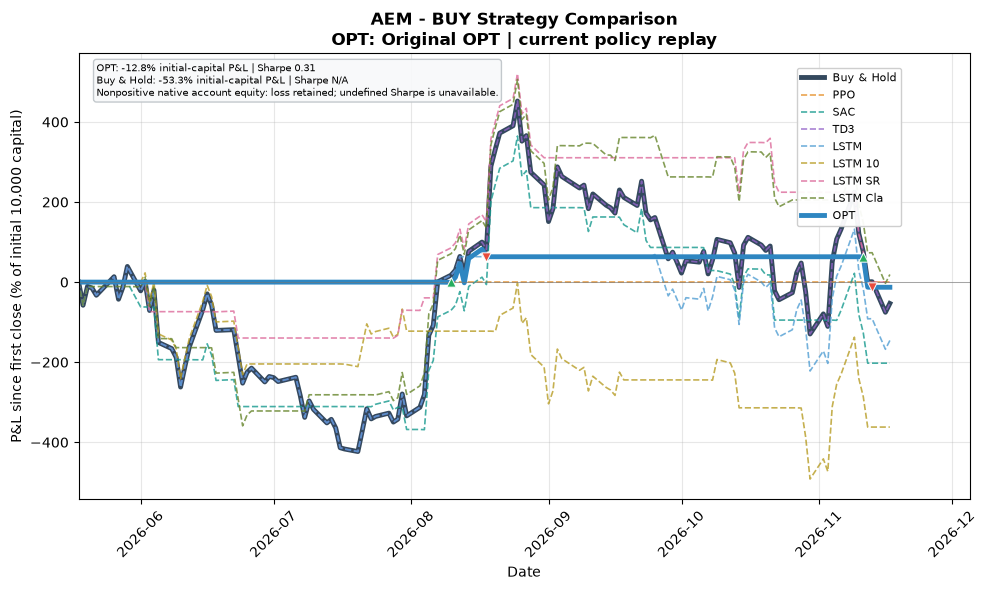 AEM - BUY Strategy Comparison
OPT: Original OPT | current policy replay
OPT: -12.8% initial-capital P&L | Sharpe 0.31
Buy & Hold: -53.3% initial-capital P&L | Sharpe N/A
Nonpositive native account equity: loss retained; undefined Sharpe is unavailable.
Buy & Hold
PPO
SAC
TD3
LSTM
LSTM 10
LSTM SR
LSTM Cla
OPT
P&L since first close (% of initial 10,000 capital)
400
200
0
−200
−400
2026-06
2026-07
2026-08
2026-09
2026-10
2026-11
2026-12
Date